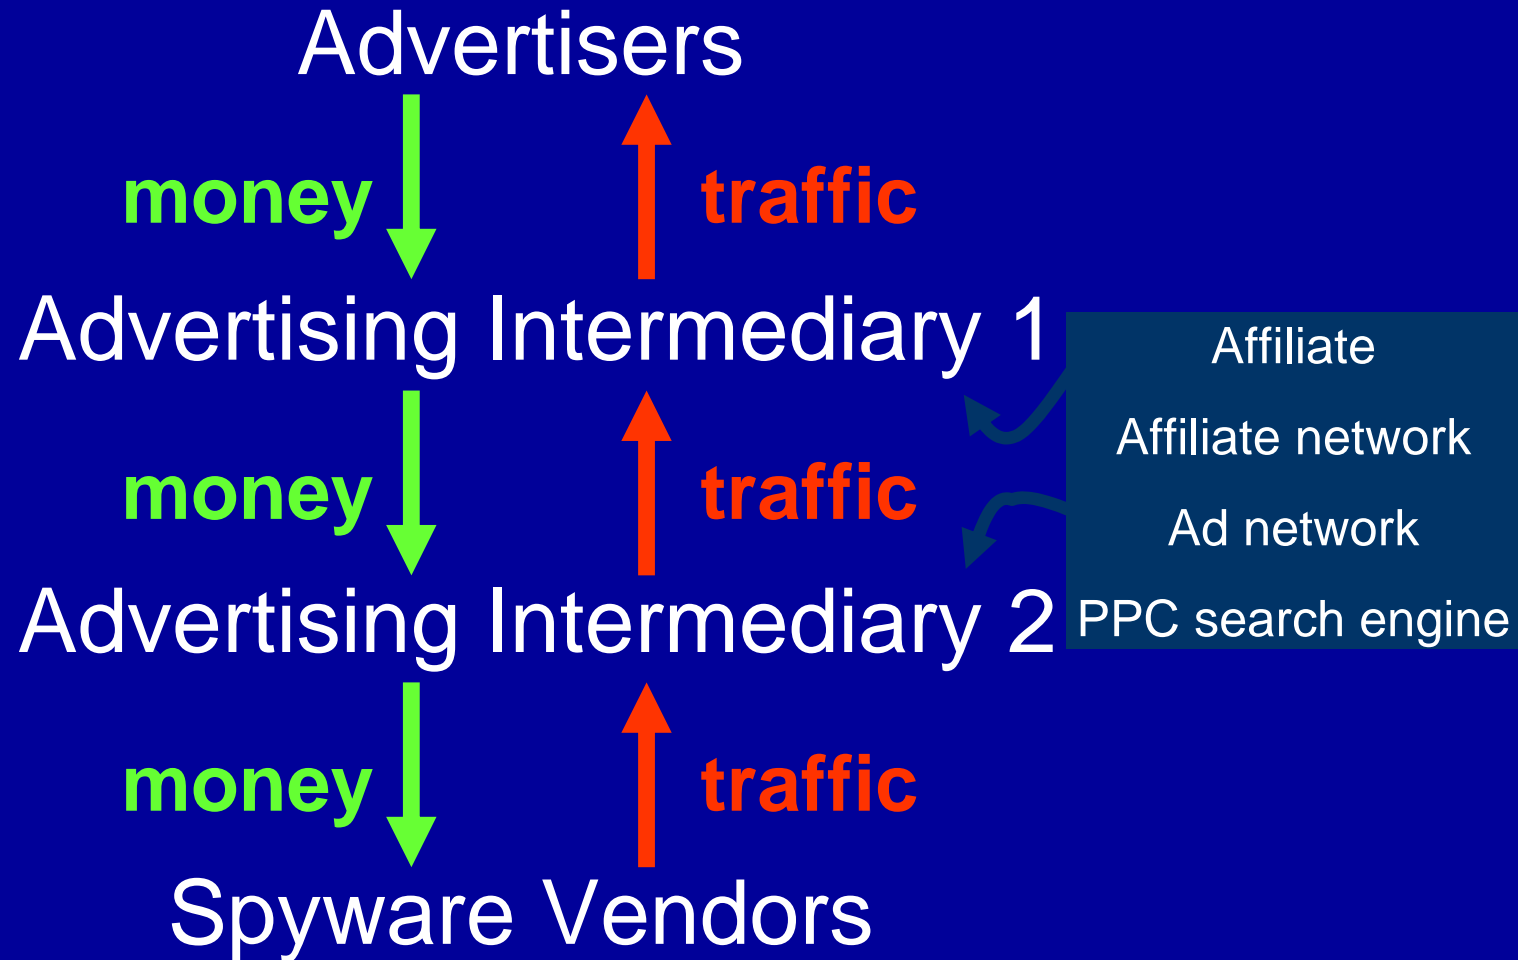 Advertisers
money traffic
Advertising Intermediary 1
Affiliate
Affiliate network
money traffic
Ad network
Advertising Intermediary 2
PPC search engine
money traffic
Spyware Vendors